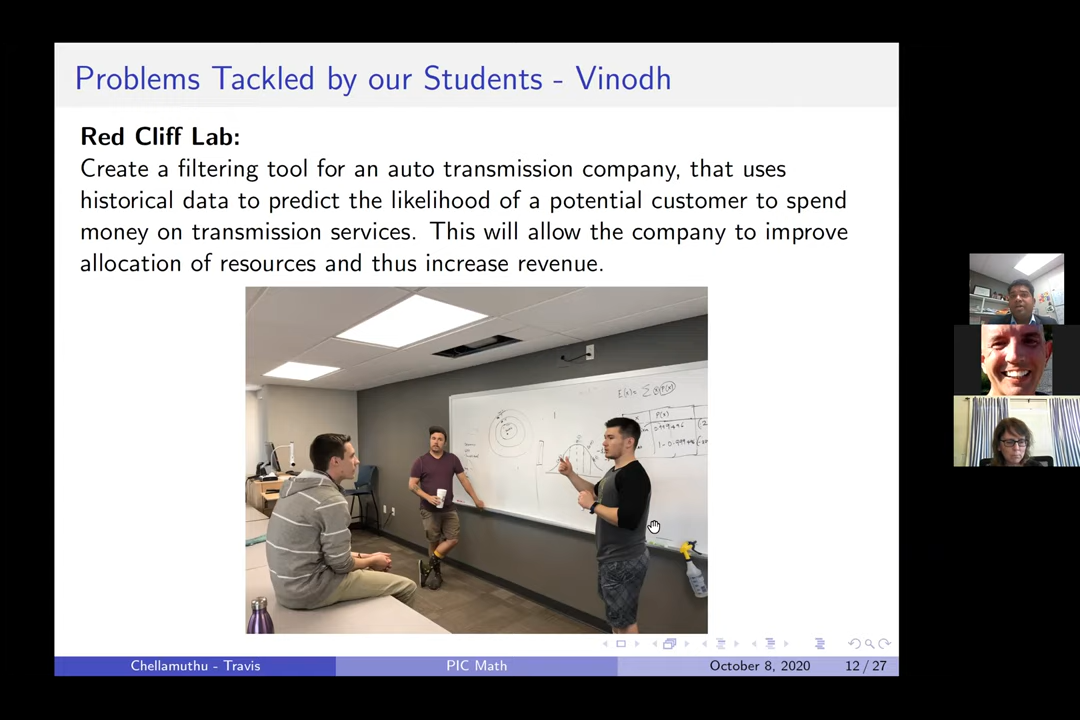 Problems Tackled by our Students - Vinodh
Red Cliff Lab:
Create a filtering tool for an auto transmission company, that uses
historical data to predict the likelihood of a potential customer to spend
money on transmission services. This will allow the company to improve
allocation of resources and thus increase revenue.
P(x)
Chellamuthu - Travis
PIC Math
October 8, 2020
12 / 27